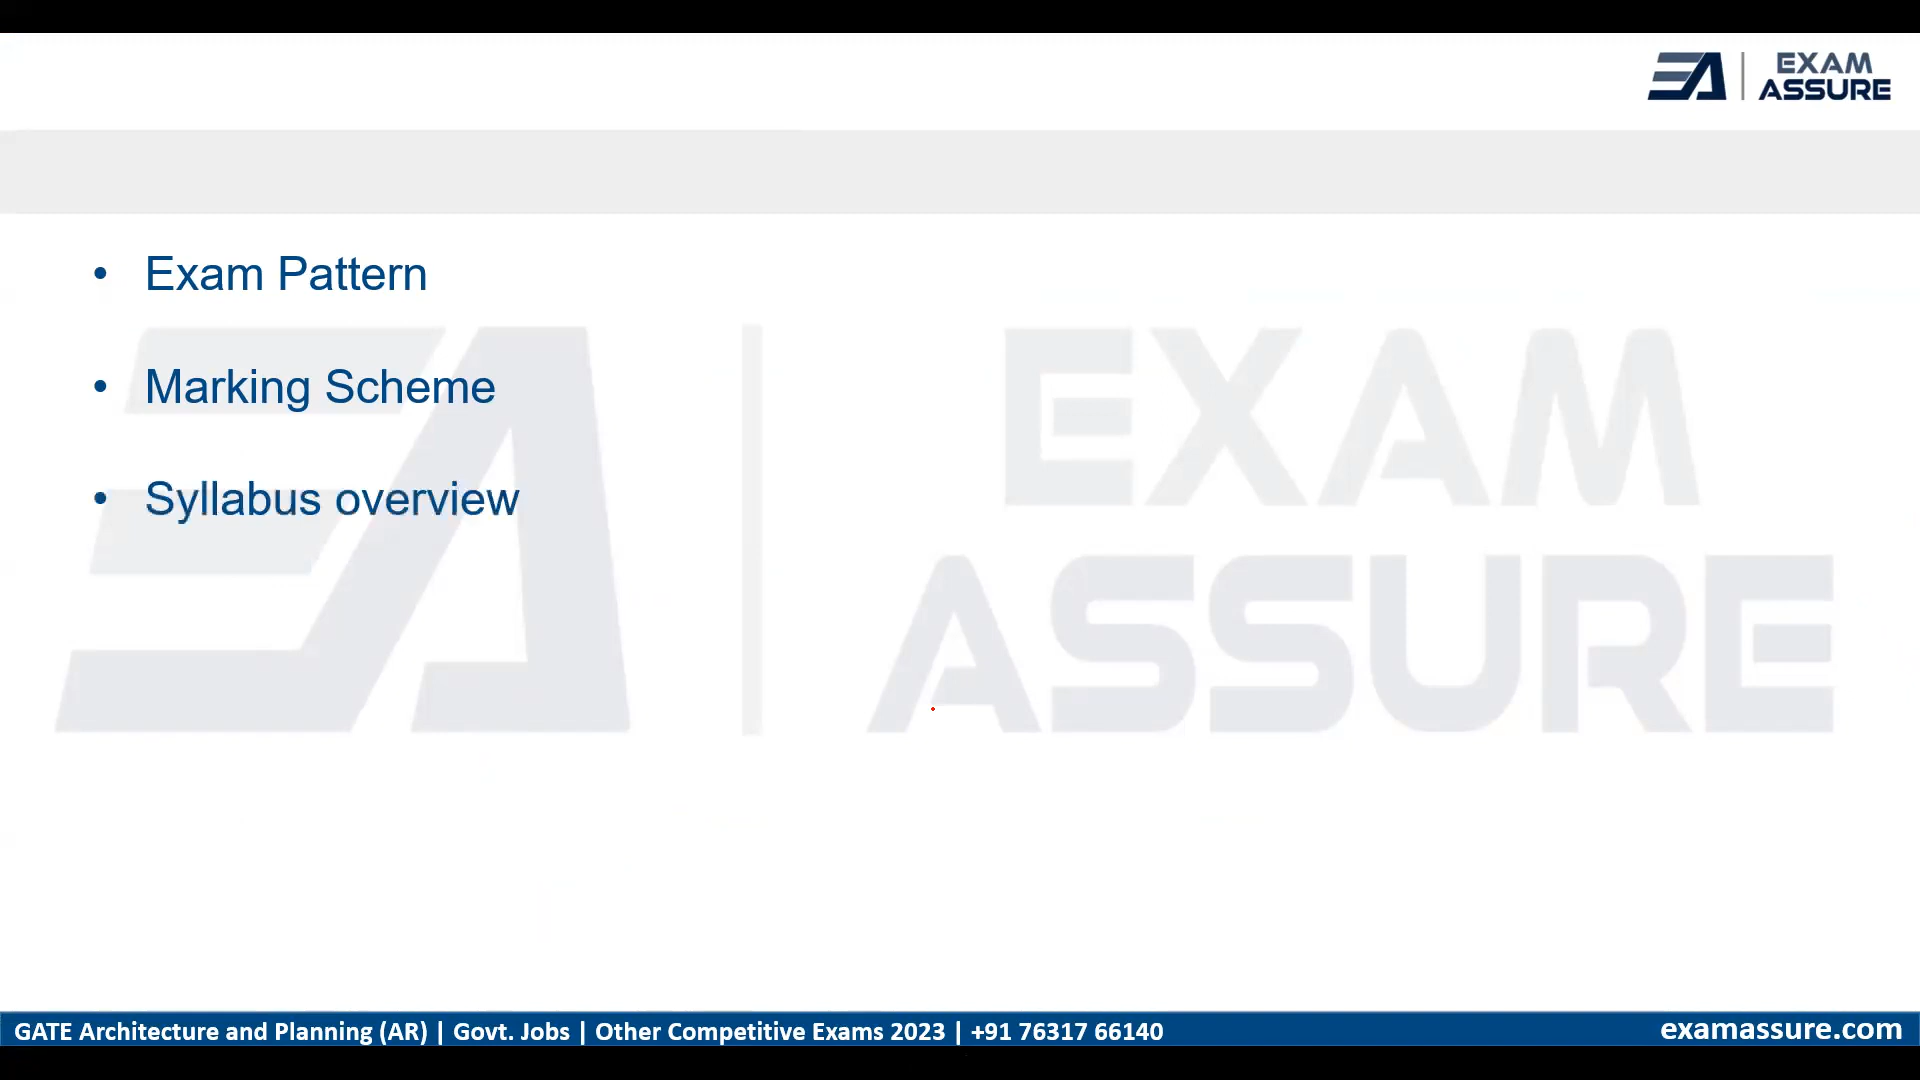 EXAM
ASSURE
• Exam Pattern
• Marking Scheme
• Syllabus overview
EXAM
ASSURE
GATE Architecture and Planning (AR) | Govt. Jobs | Other Competitive Exams 2023 | +91 76317 66140
examassure.com